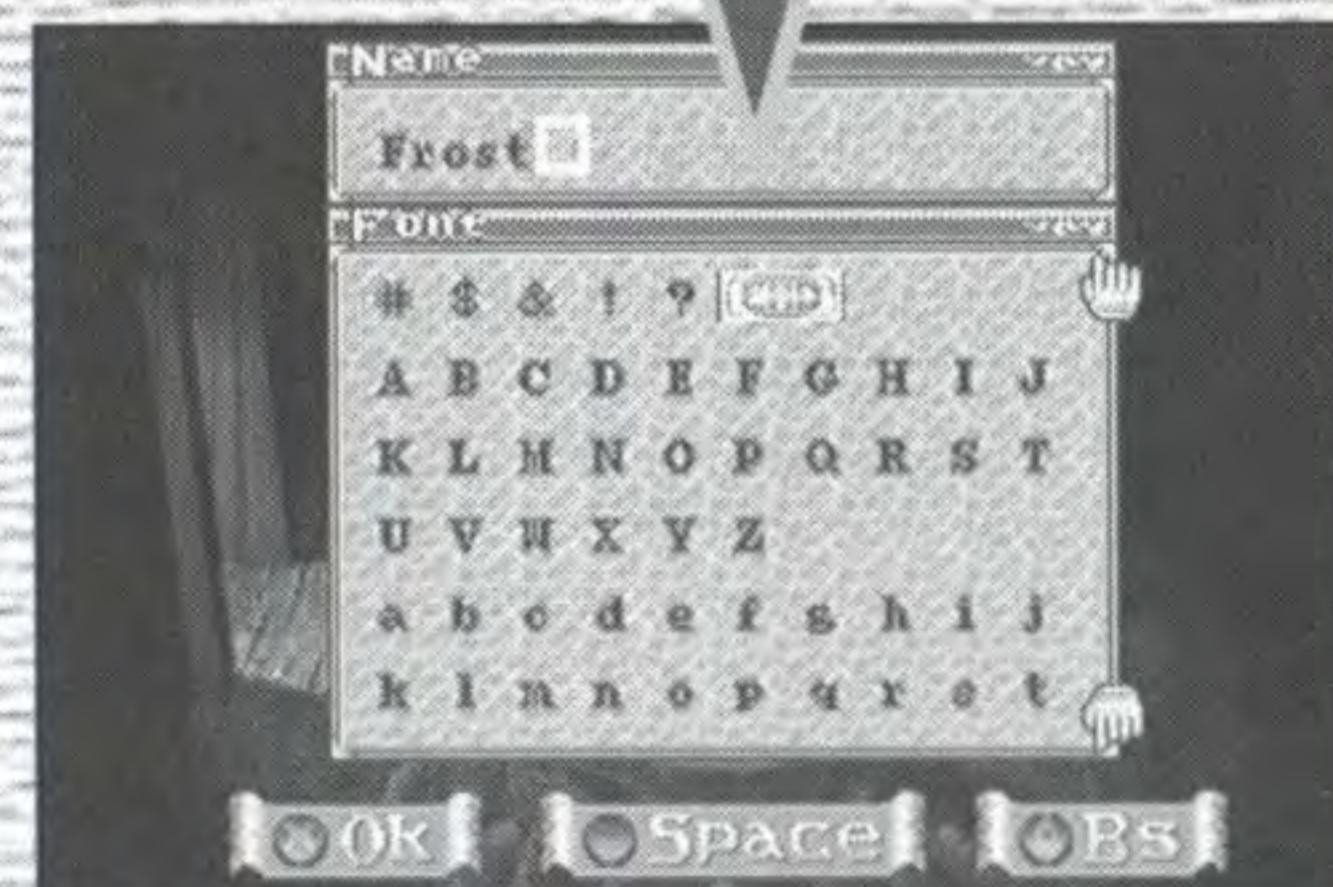 Name
Frost
Font
# $ & ! ?
A B C D E F G H I J
K L M N O P Q R S T
U V W X Y Z
a b c d e f g h i j
k l m n o p q r s t
Ok Space Bs